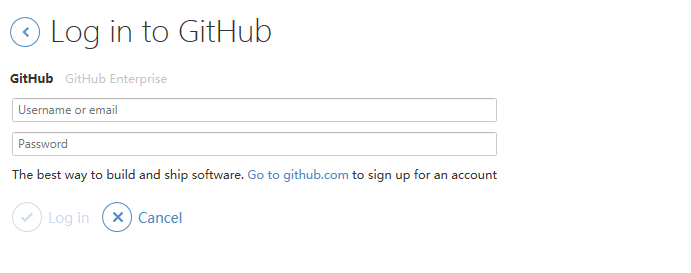 Log in to GitHub
GitHub GitHub Enterprise
Username or email
Password
The best way to build and ship software. Go to github.com to sign up for an account
Log in Cancel